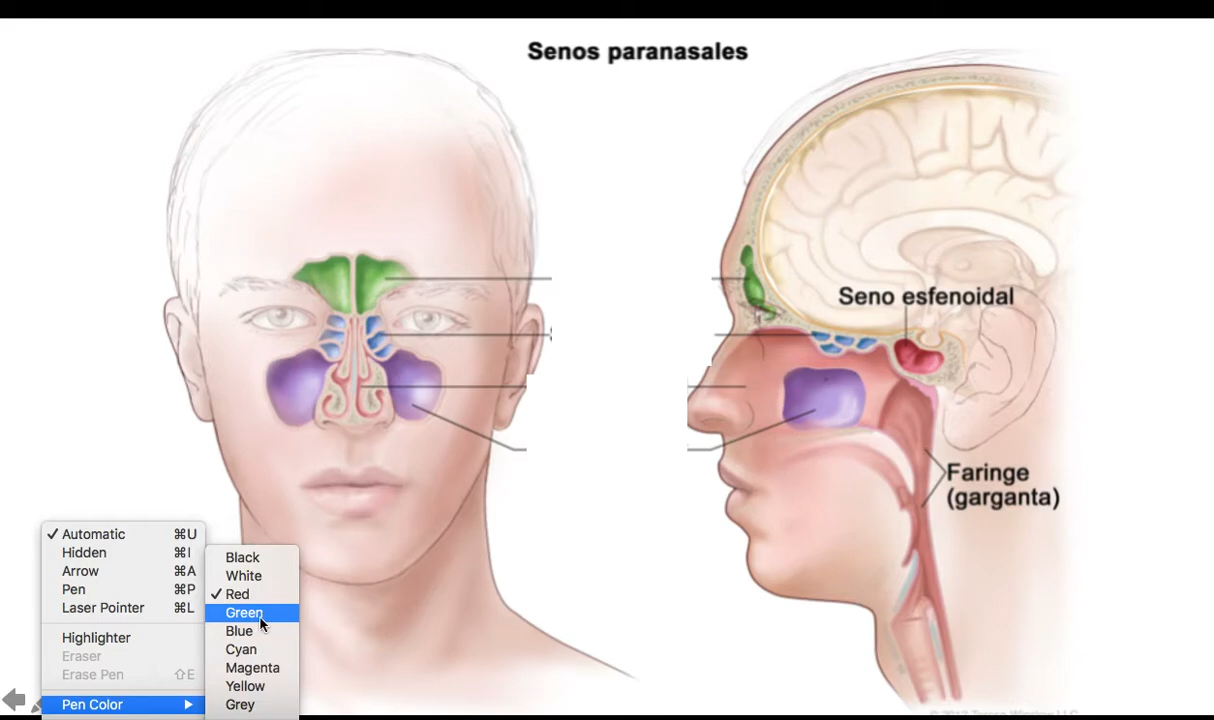 Senos paranasales
Seno esfenoidal
Faringe
(garganta)
✓ Automatic ⌘U
Hidden ⌘I
Arrow ⌘A
Pen ⌘P
Laser Pointer ⌘L
Highlighter
Eraser
Erase Pen ⇧E
Pen Color ▶
Black
White
✓ Red
Green
Blue
Cyan
Magenta
Yellow
Grey